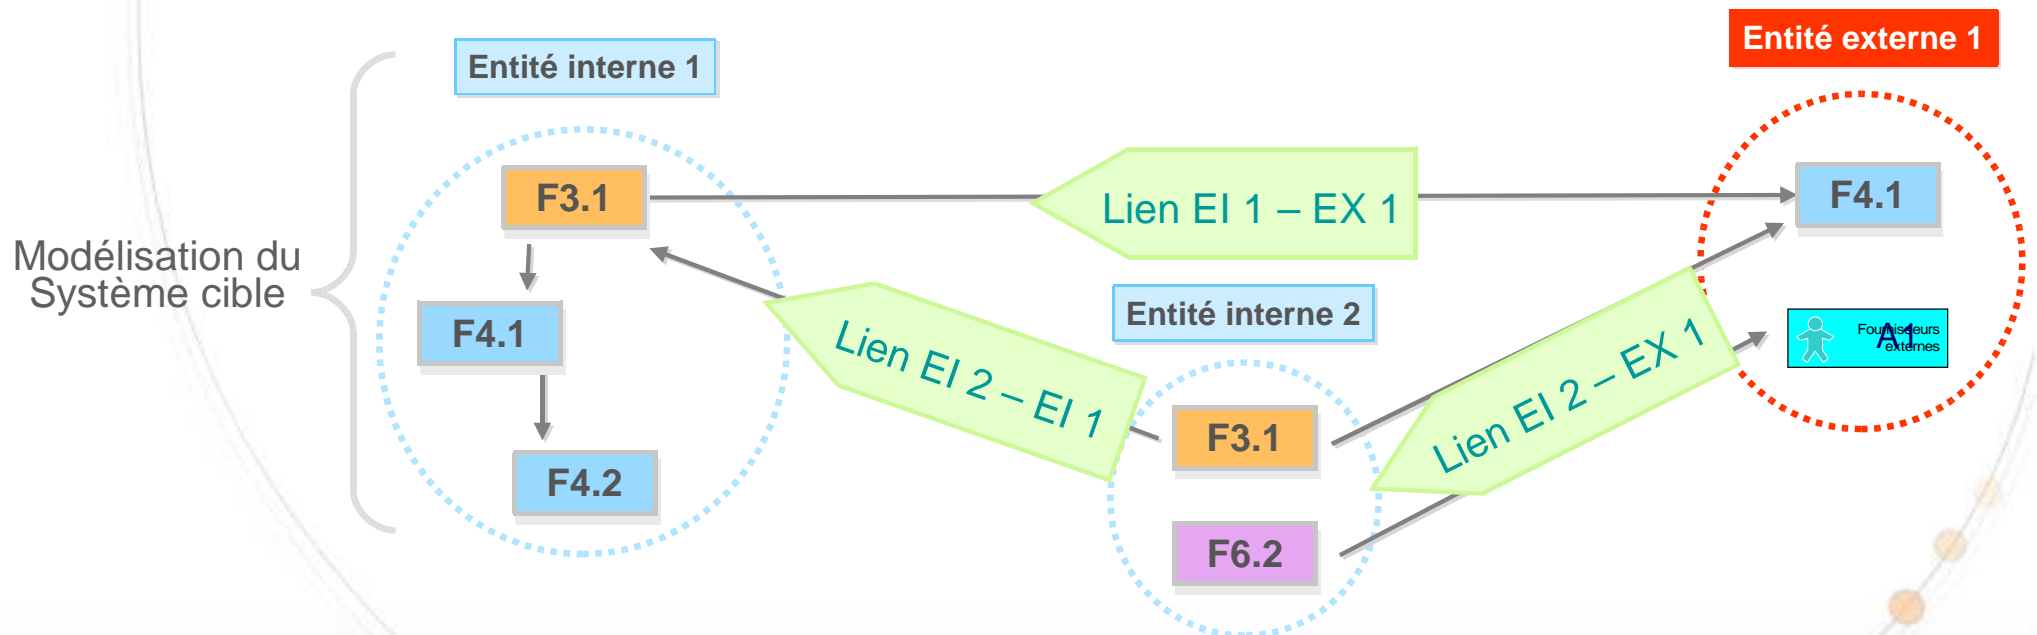 Entité externe 1
Entité interne 1
F3.1
Lien EI 1 – EX 1
F4.1
Modélisation du
Système cible
F4.1
Lien EI 2 – EI 1
Entité interne 2
Lien EI 2 – EX 1
Fournisseurs
externes
A1
F3.1
F4.2
F6.2